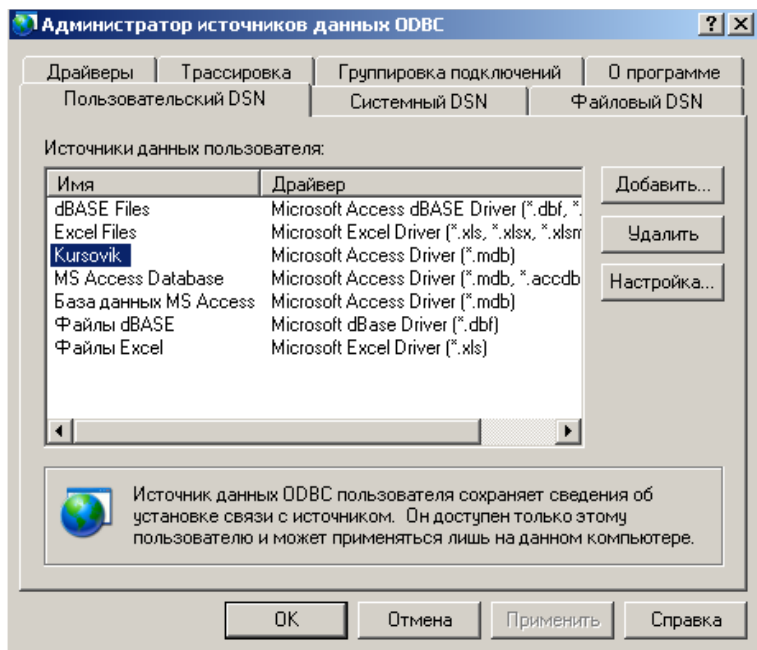 Администратор источников данных ODBC
Драйверы Трассировка Группировка подключений О программе
Пользовательский DSN Системный DSN Файловый DSN
Источники данных пользователя:
Имя Драйвер
dBASE Files Microsoft Access dBASE Driver (*.dbf, *.
Excel Files Microsoft Excel Driver (*.xls, *.xlsx, *.xlsm
Kursovik Microsoft Access Driver (*.mdb)
MS Access Database Microsoft Access Driver (*.mdb, *.accdb
База данных MS Access Microsoft Access Driver (*.mdb)
Файлы dBASE Microsoft dBase Driver (*.dbf)
Файлы Excel Microsoft Excel Driver (*.xls)
Добавить...
Удалить
Настройка...
Источник данных ODBC пользователя сохраняет сведения об
установке связи с источником. Он доступен только этому
пользователю и может применяться лишь на данном компьютере.
OK Отмена Применить Справка